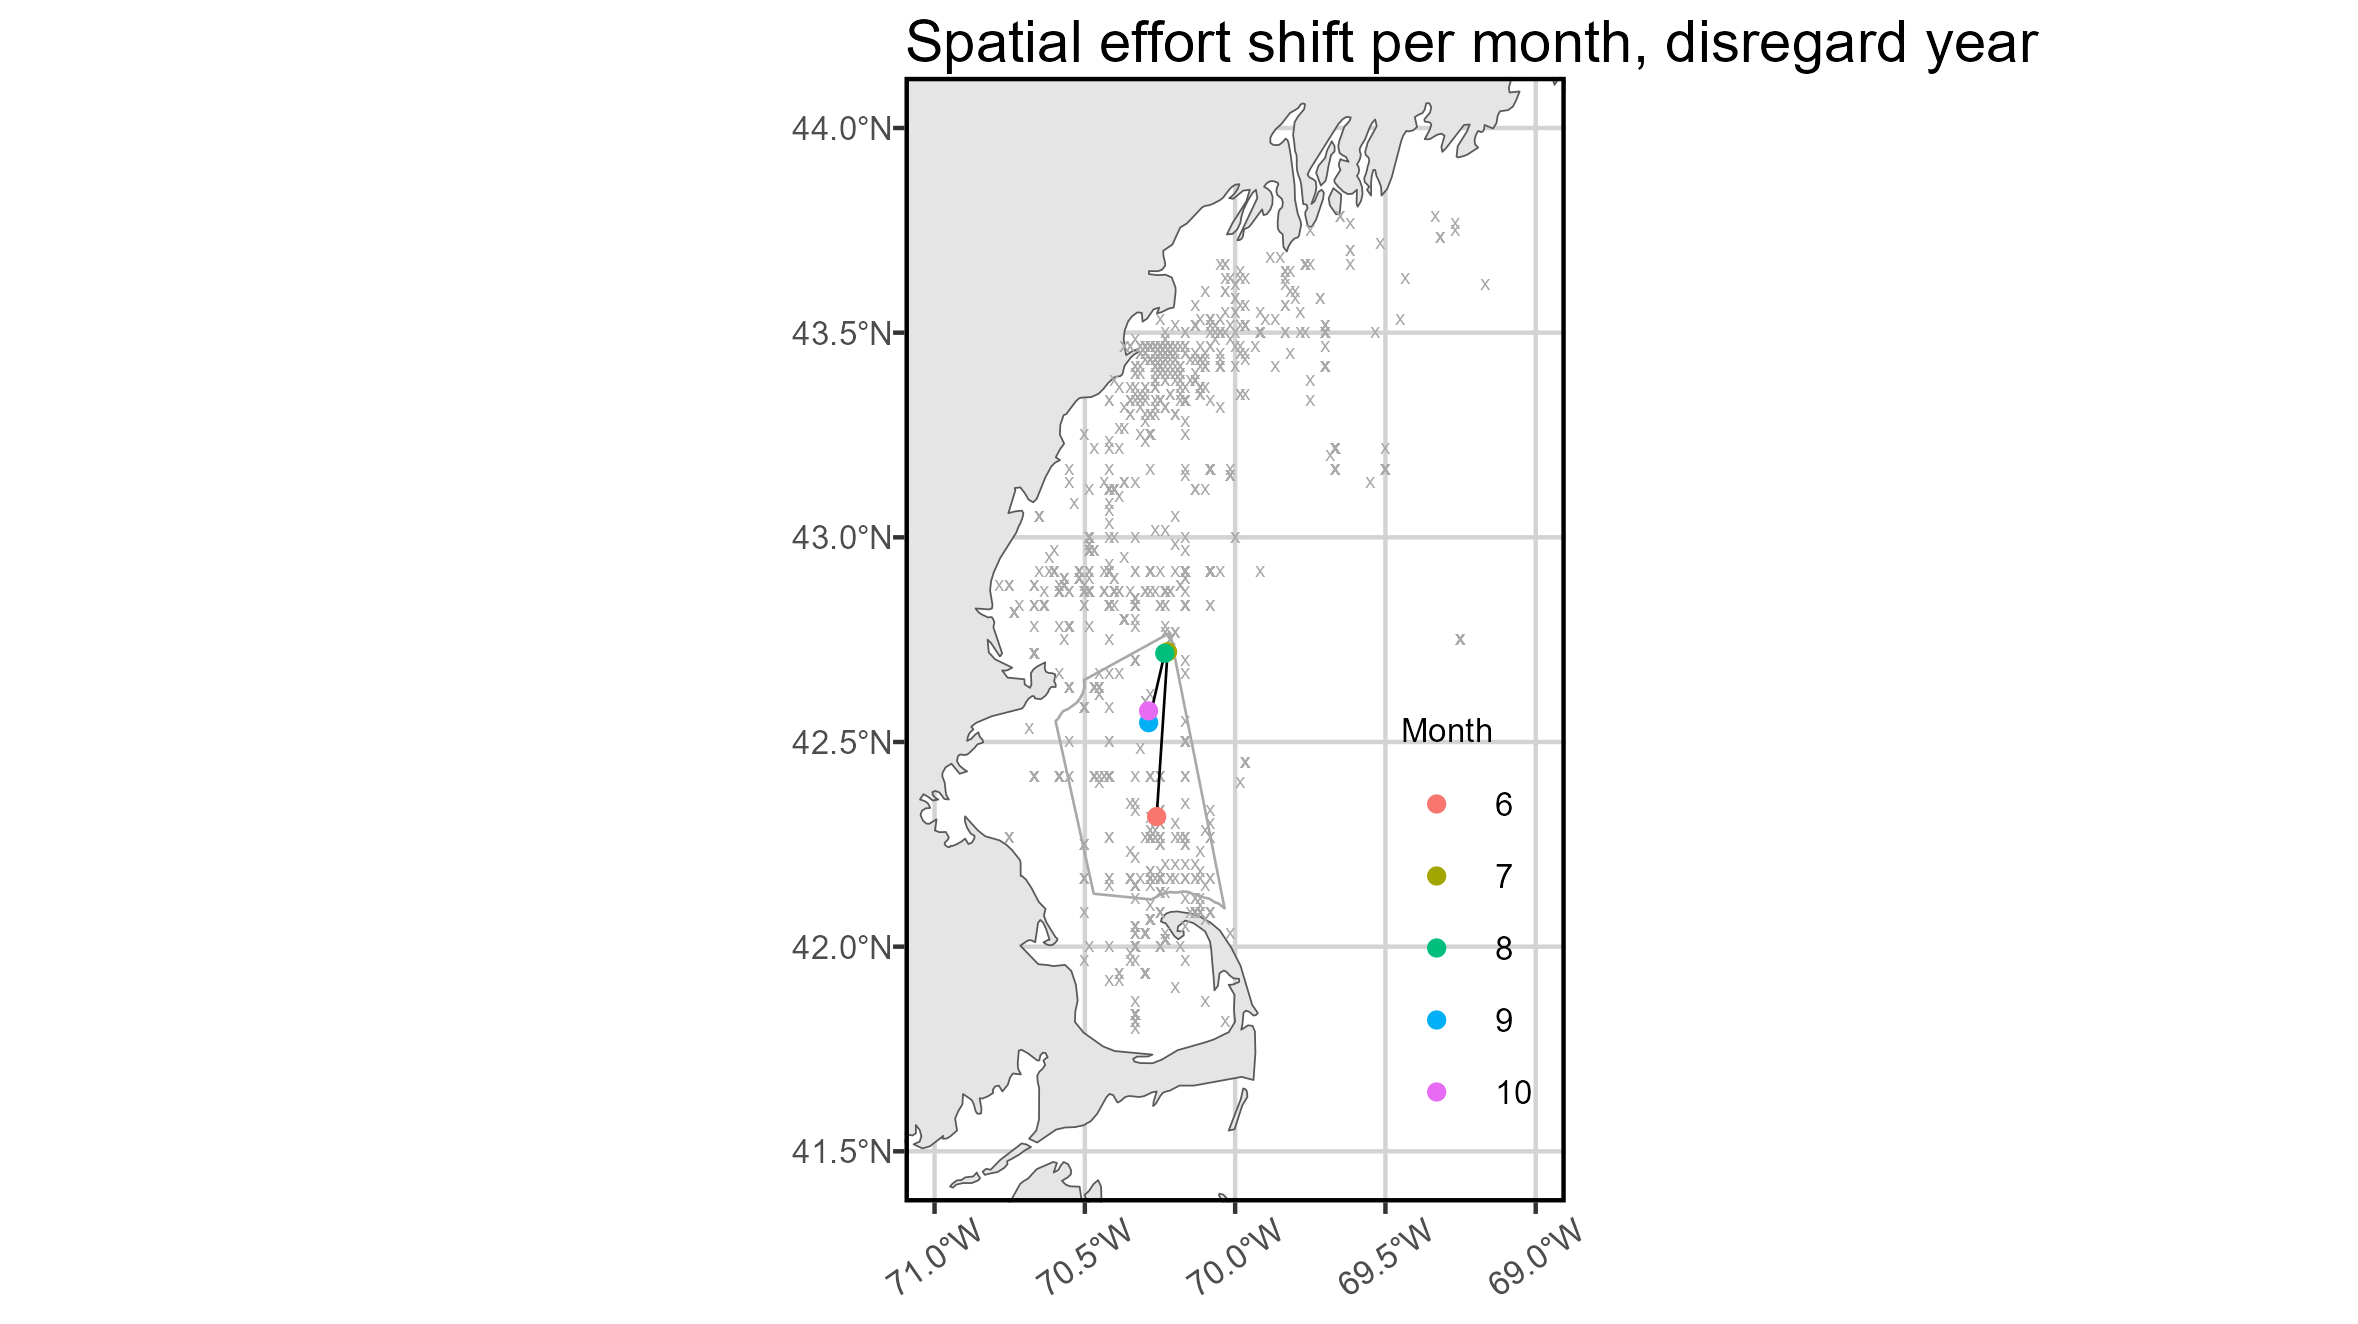 Spatial effort shift per month, disregard year
44.0°N
43.5°N
43.0°N
42.5°N
42.0°N
41.5°N
Month
6
7
8
9
10
71.0°W
70.5°W
70.0°W
69.5°W
69.0°W